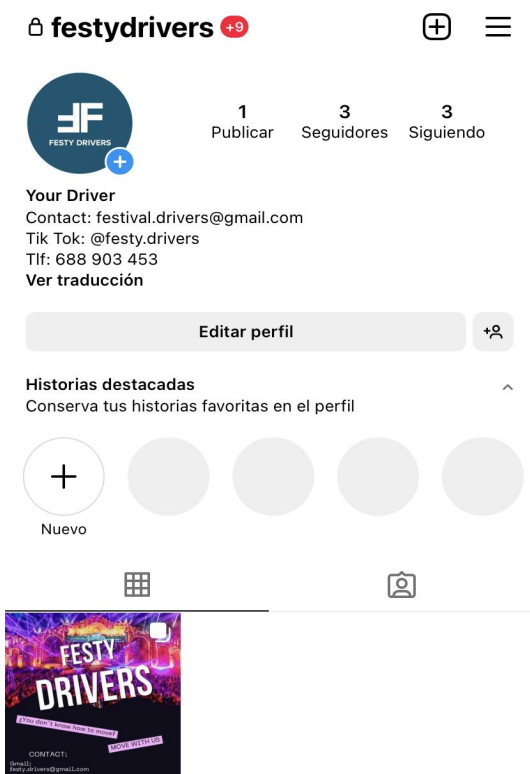 festydrivers +9
1 3 3
Publicar Seguidores Siguiendo
FF
FESTY DRIVERS
Your Driver
Contact: festival.drivers@gmail.com
Tik Tok: @festy.drivers
Tlf: 688 903 453
Ver traducción
Editar perfil
Historias destacadas
Conserva tus historias favoritas en el perfil
Nuevo
FESTY
DRIVERS
¿You don´t know how to move?
MOVE WITH US
CONTACT:
Gmail:
festy.drivers@gmail.com